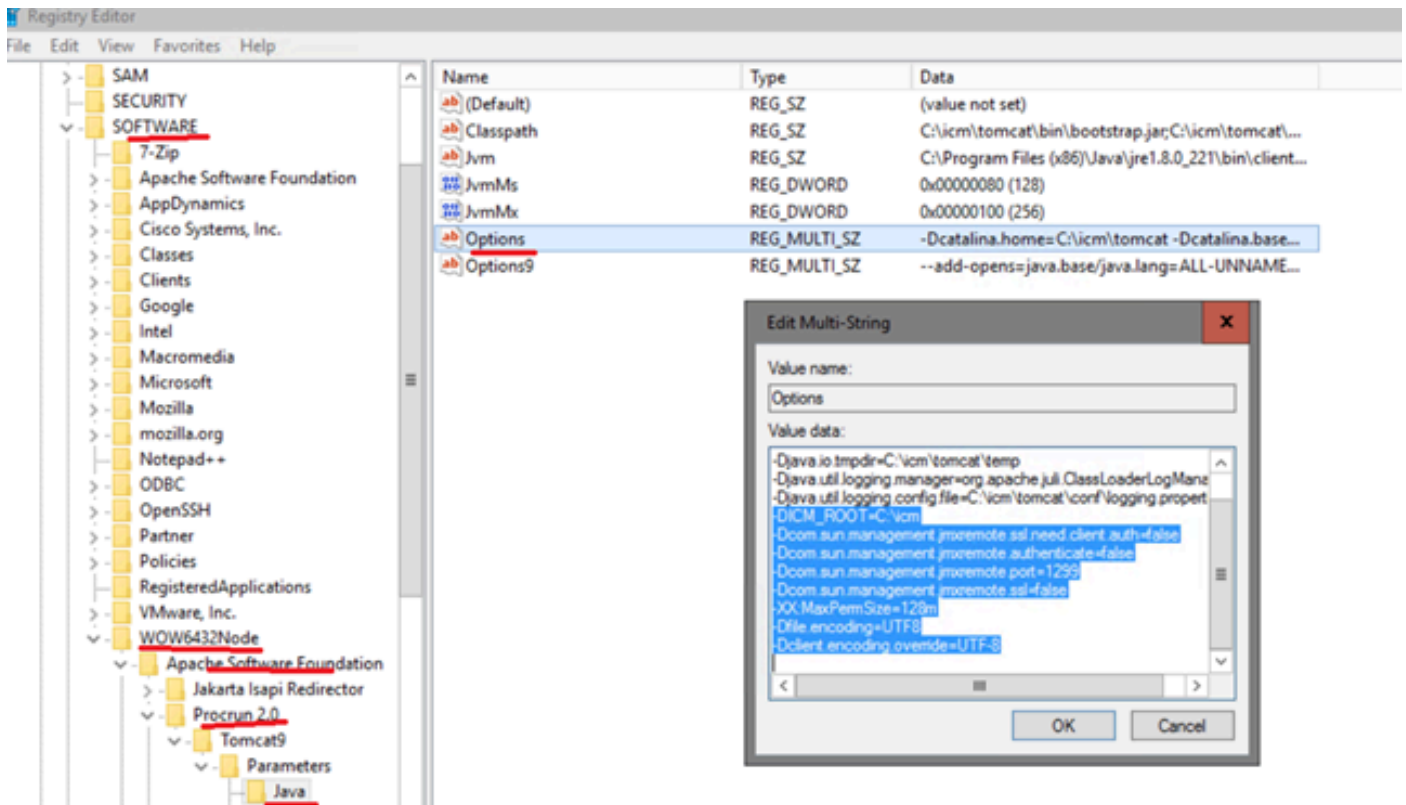 Registry Editor
File Edit View Favorites Help
SAM
SECURITY
SOFTWARE
7-Zip
Apache Software Foundation
AppDynamics
Cisco Systems, Inc.
Classes
Clients
Google
Intel
Macromedia
Microsoft
Mozilla
mozilla.org
Notepad++
ODBC
OpenSSH
Partner
Policies
RegisteredApplications
VMware, Inc.
WOW6432Node
Apache Software Foundation
Jakarta Isapi Redirector
Procrun 2.0
Tomcat9
Parameters
Java
Name Type Data
(Default) REG_SZ (value not set)
Classpath REG_SZ C:\icm\tomcat\bin\bootstrap.jar;C:\icm\tomcat\...
Jvm REG_SZ C:\Program Files (x86)\Java\jre1.8.0_221\bin\client...
JvmMs REG_DWORD 0x00000080 (128)
JvmMx REG_DWORD 0x00000100 (256)
Options REG_MULTI_SZ -Dcatalina.home=C:\icm\tomcat -Dcatalina.base...
Options9 REG_MULTI_SZ --add-opens=java.base/java.lang=ALL-UNNAME...
Edit Multi-String
Value name:
Options
Value data:
-Djava.io.tmpdir=C:\icm\tomcat\temp
-Djava.util.logging.manager=org.apache.juli.ClassLoaderLogMana
-Djava.util.logging.config.file=C:\icm\tomcat\conf\logging.propert
-DICM_ROOT=C:\icm
-Dcom.sun.management.jmxremote.ssl.need.client.auth=false
-Dcom.sun.management.jmxremote.authenticate=false
-Dcom.sun.management.jmxremote.port=1299
-Dcom.sun.management.jmxremote.ssl=false
-XX:MaxPermSize=128m
-Dfile.encoding=UTF8
-Dclient.encoding.override=UTF-8
OK Cancel